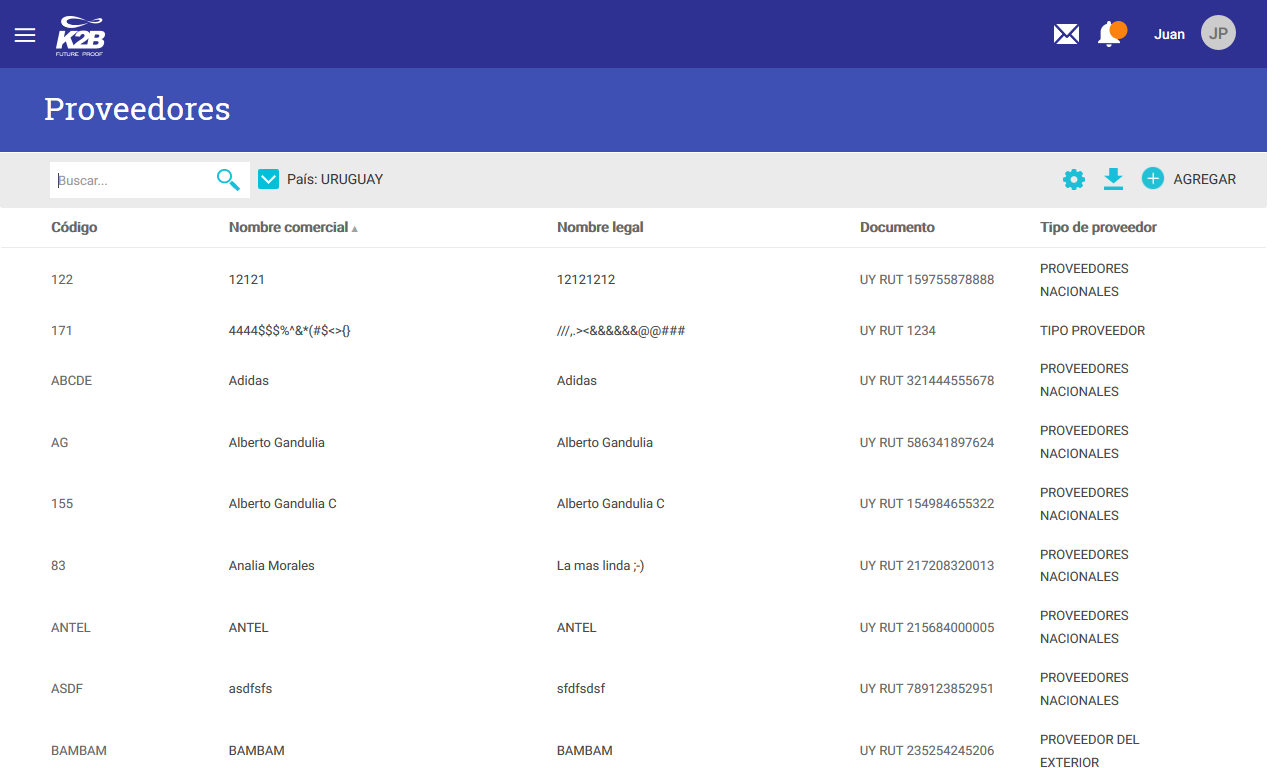 K2B
FUTURE PROOF
Juan
JP
Proveedores
Buscar...
País: URUGUAY
AGREGAR
Código Nombre comercial Nombre legal Documento Tipo de proveedor
122 12121 12121212 UY RUT 159755878888 PROVEEDORES
NACIONALES
171 4444$$$%^&*(#$<>{} ///,.><&&&&&&@@### UY RUT 1234 TIPO PROVEEDOR
ABCDE Adidas Adidas UY RUT 321444555678 PROVEEDORES
NACIONALES
AG Alberto Gandulia Alberto Gandulia UY RUT 586341897624 PROVEEDORES
NACIONALES
155 Alberto Gandulia C Alberto Gandulia C UY RUT 154984655322 PROVEEDORES
NACIONALES
83 Analia Morales La mas linda ;-) UY RUT 217208320013 PROVEEDORES
NACIONALES
ANTEL ANTEL ANTEL UY RUT 215684000005 PROVEEDORES
NACIONALES
ASDF asdfsfs sfdfsdsf UY RUT 789123852951 PROVEEDORES
NACIONALES
BAMBAM BAMBAM BAMBAM UY RUT 235254245206 PROVEEDOR DEL
EXTERIOR